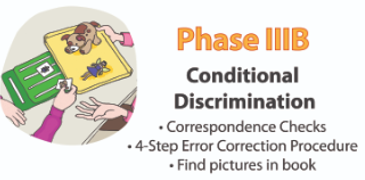 Phase IIIB
Conditional
Discrimination
• Correspondence Checks
• 4-Step Error Correction Procedure
• Find pictures in book